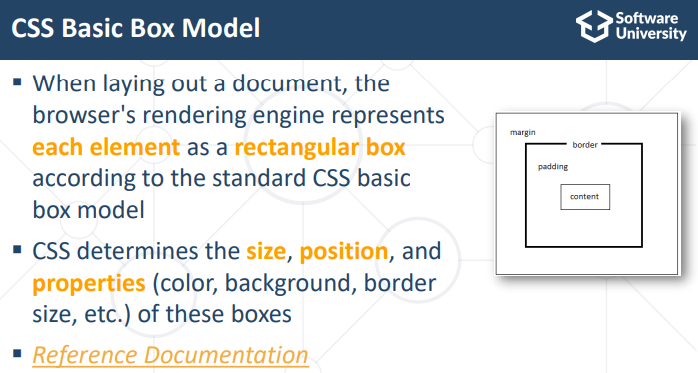 CSS Basic Box Model
Software
University
▪ When laying out a document, the
browser's rendering engine represents
each element as a rectangular box
according to the standard CSS basic
box model
▪ CSS determines the size, position, and
properties (color, background, border
size, etc.) of these boxes
▪ Reference Documentation
margin
border
padding
content